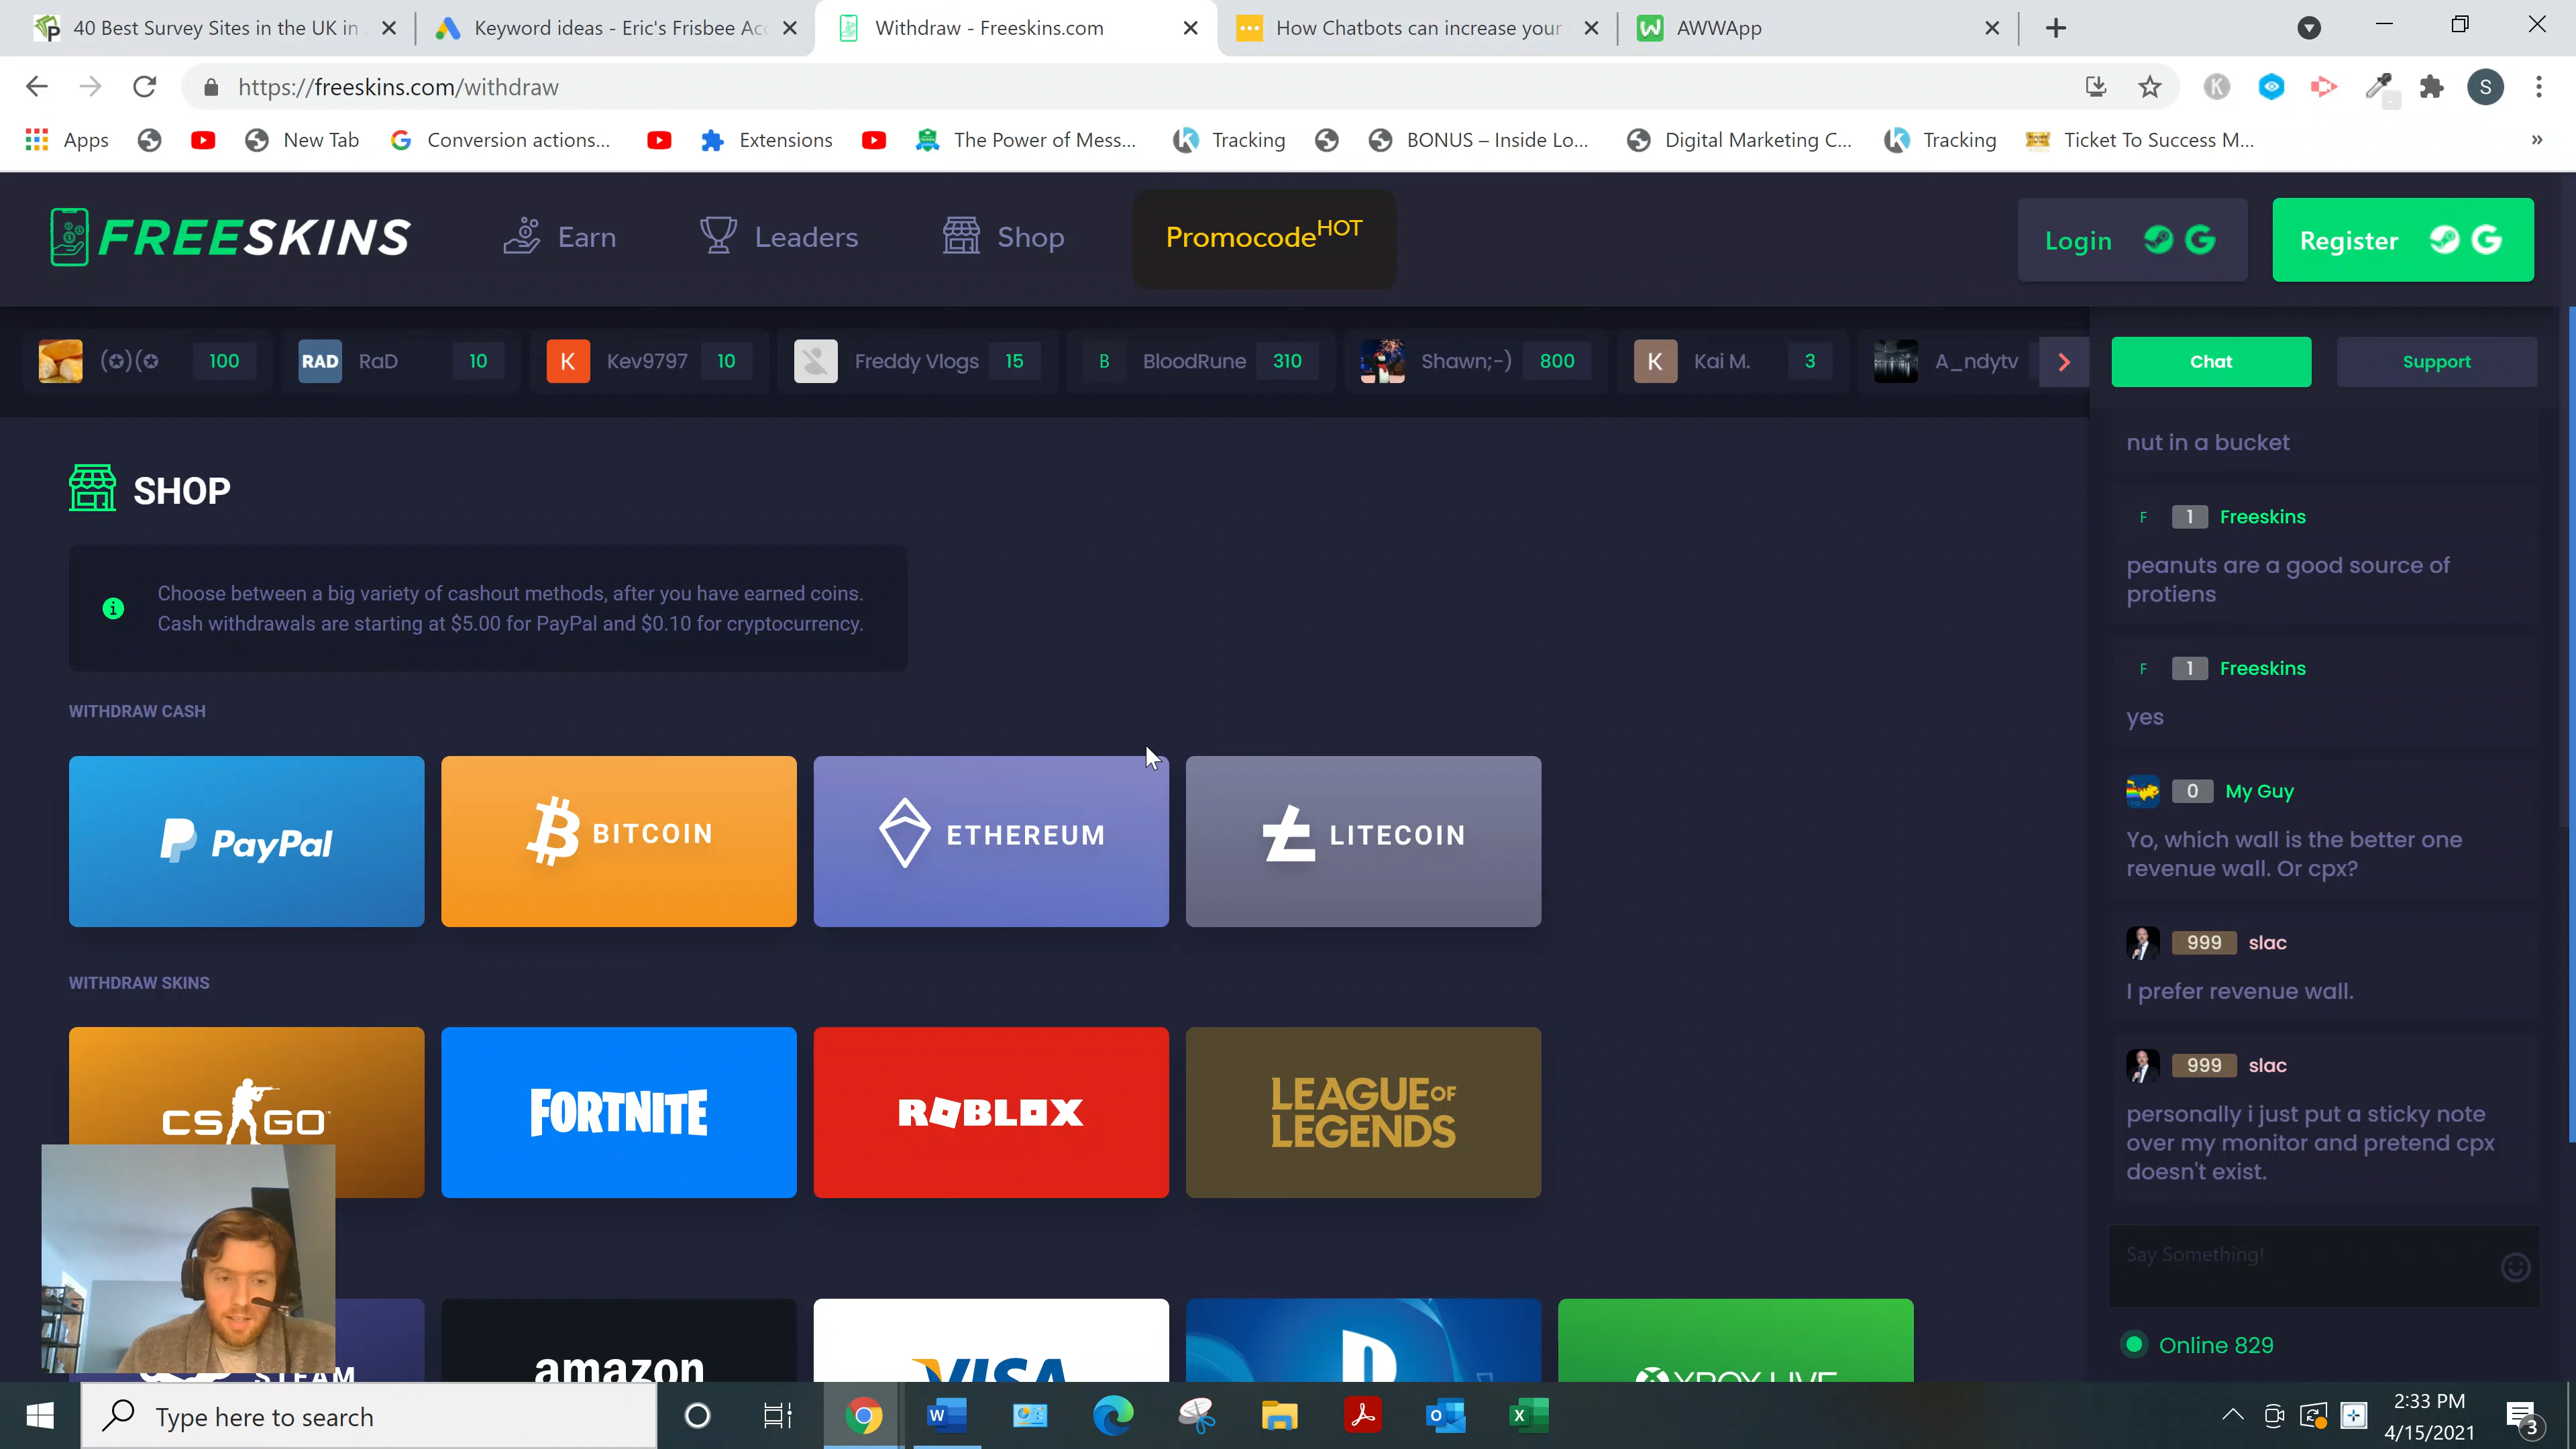 40 Best Survey Sites in the UK in
Keyword ideas - Eric's Frisbee Acc
Withdraw - Freeskins.com
How Chatbots can increase your
AWWApp
https://freeskins.com/withdraw
S
Apps
New Tab
Conversion actions...
Extensions
The Power of Mess...
Tracking
BONUS – Inside Lo...
Digital Marketing C...
Tracking
Ticket To Success M...
»
FREESKINS
Earn
Leaders
Shop
PromocodeHOT
Login
Register
100
RAD RaD 10
K Kev9797 10
Freddy Vlogs 15
B BloodRune 310
Shawn;-) 800
K Kai M. 3
A_ndytv
Chat
Support
SHOP
Choose between a big variety of cashout methods, after you have earned coins.
Cash withdrawals are starting at $5.00 for PayPal and $0.10 for cryptocurrency.
WITHDRAW CASH
PayPal
BITCOIN
ETHEREUM
LITECOIN
WITHDRAW SKINS
CS GO
FORTNITE
ROBLOX
LEAGUE OF
LEGENDS
STEAM
amazon
VISA
XBOX LIVE
nut in a bucket
F 1 Freeskins
peanuts are a good source of
protiens
F 1 Freeskins
yes
0 My Guy
Yo, which wall is the better one
revenue wall. Or cpx?
999 slac
I prefer revenue wall.
999 slac
personally i just put a sticky note
over my monitor and pretend cpx
doesn't exist.
Say Something!
Online 829
Type here to search
2:33 PM
4/15/2021
3